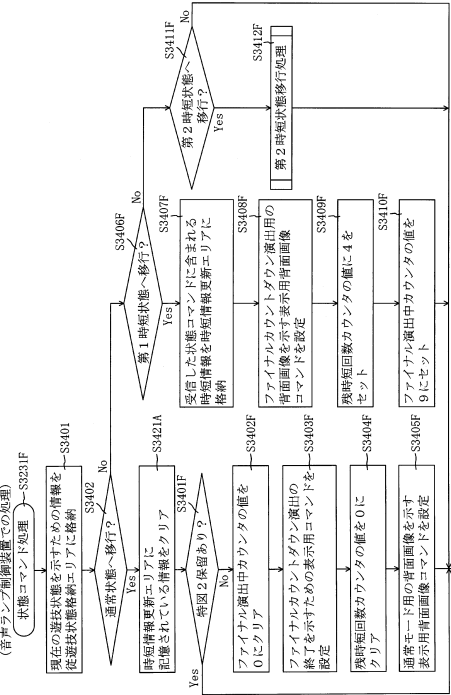 (音声ランプ制御装置での処理)
状態コマンド処理
S3231F
現在の遊技状態を示すための情報を
従遊技状態格納エリアに格納
S3401
通常状態へ移行?
S3402
Yes
No
時短情報更新エリアに
記憶されている情報をクリア
S3421A
特図2保留あり?
S3401F
Yes
No
ファイナル演出中カウンタの値を
0にクリア
S3402F
ファイナルカウントダウン演出の
終了を示すための表示用コマンドを
設定
S3403F
残時短回数カウンタの値を0に
クリア
S3404F
通常モード用の背面画像を示す
表示用背面画像コマンドを設定
S3405F
第1時短状態へ移行?
S3406F
Yes
No
受信した状態コマンドに含まれる
時短情報を時短情報更新エリアに
格納
S3407F
ファイナルカウントダウン演出用の
背面画像を示す表示用背面画像
コマンドを設定
S3408F
残時短回数カウンタの値に4を
セット
S3409F
ファイナル演出中カウンタの値を
9にセット
S3410F
第2時短状態へ
移行?
S3411F
No
Yes
第2時短状態移行処理
S3412F